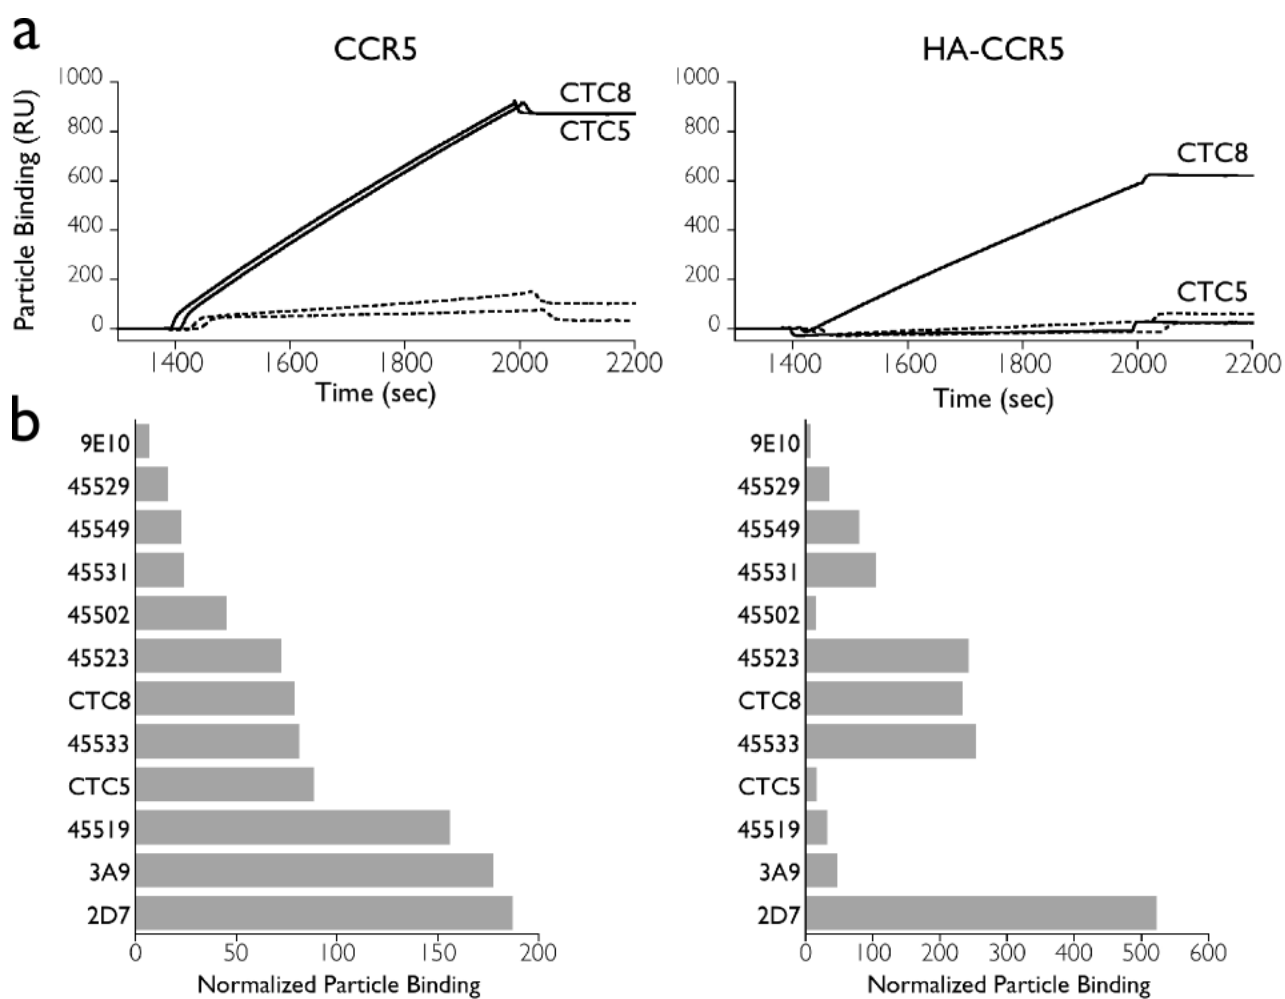 a
CCR5
HA-CCR5
Particle Binding (RU)
1000
800
600
400
200
0
CTC8
CTC5
1400 1600 1800 2000 2200
Time (sec)
1000
800
600
400
200
0
CTC8
CTC5
1400 1600 1800 2000 2200
Time (sec)
b
9E10
45529
45549
45531
45502
45523
CTC8
45533
CTC5
45519
3A9
2D7
0 50 100 150 200
Normalized Particle Binding
9E10
45529
45549
45531
45502
45523
CTC8
45533
CTC5
45519
3A9
2D7
0 100 200 300 400 500 600
Normalized Particle Binding